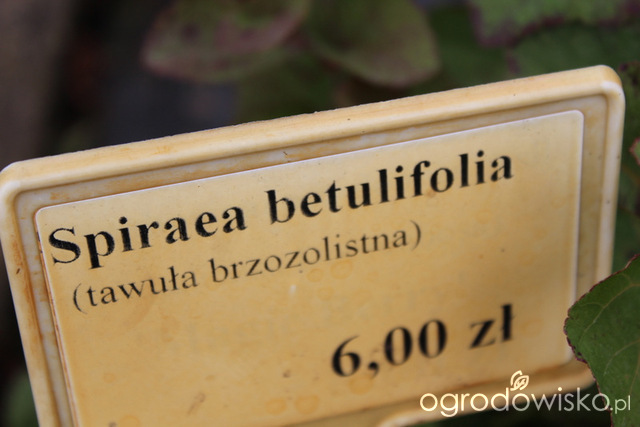 Spiraea betulifolia
(tawuła brzozolistna)
6,00 zł
ogrodowisko.pl